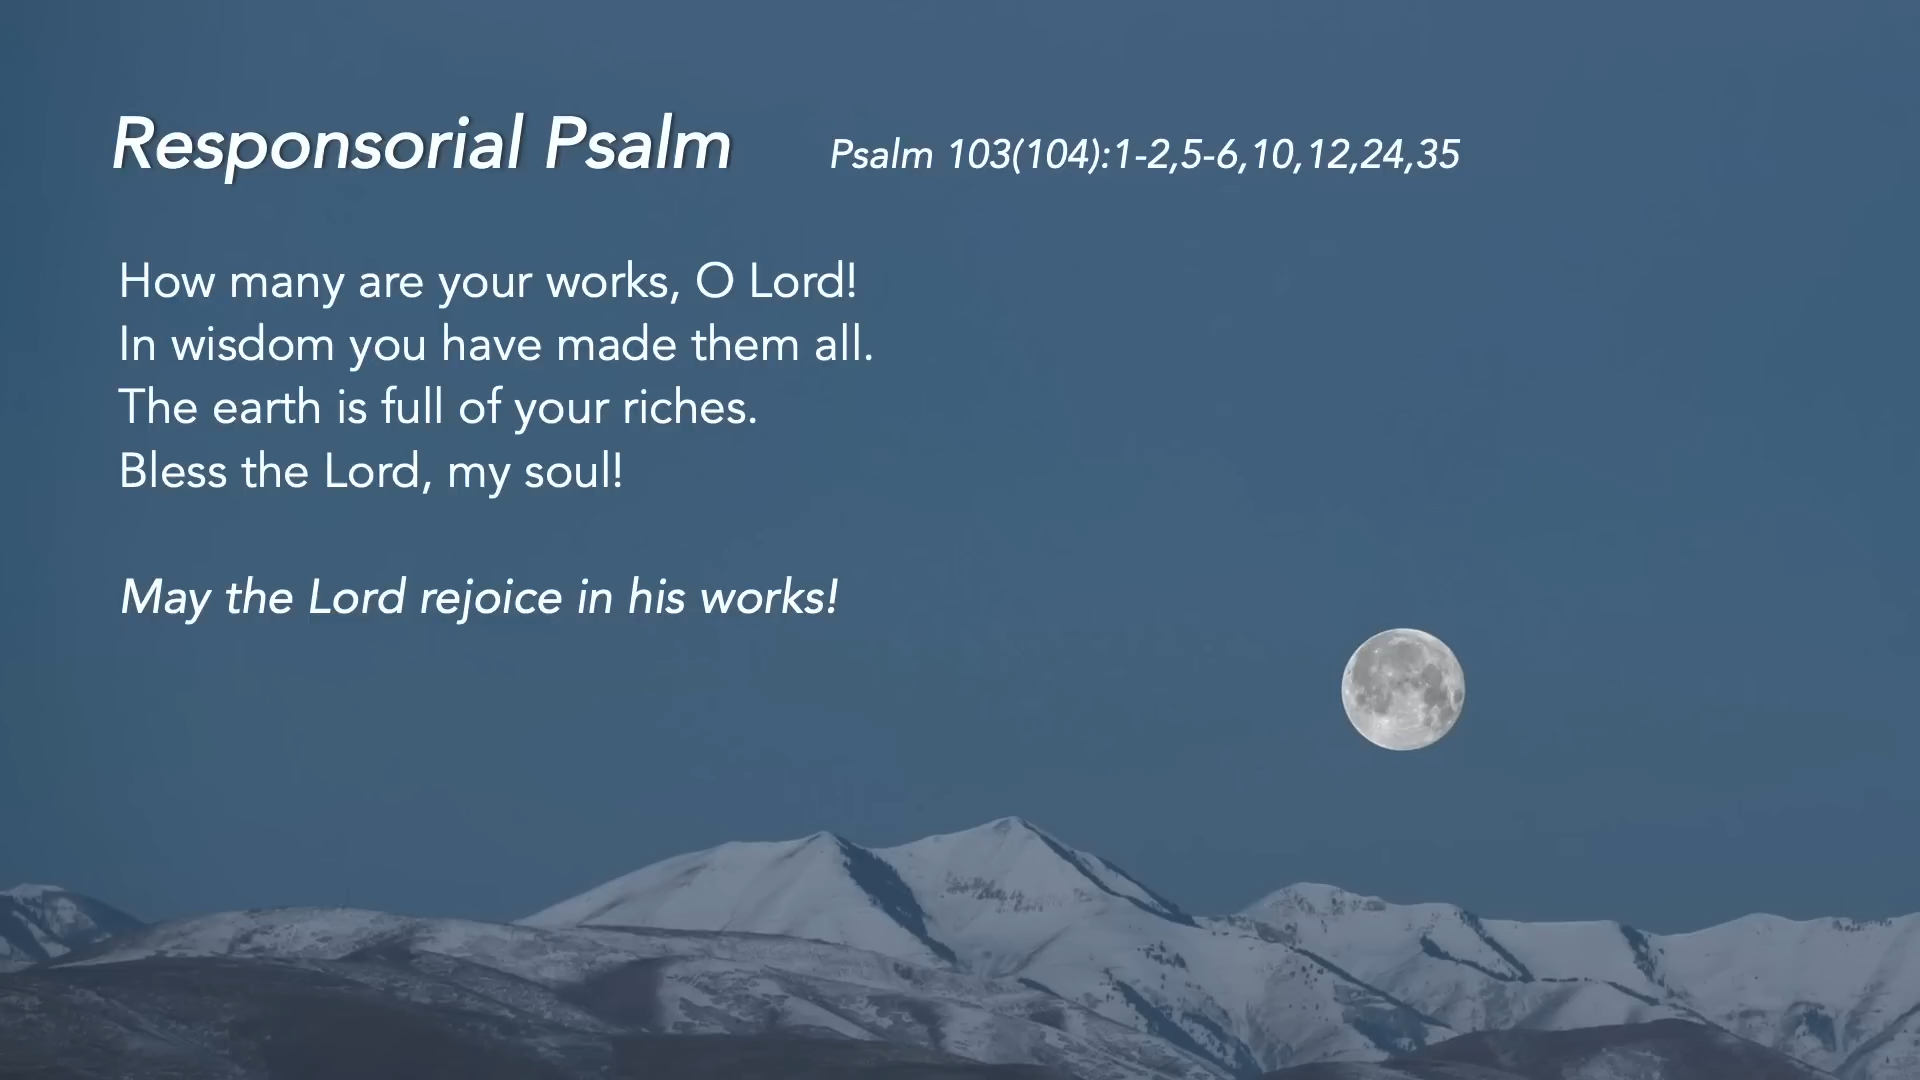 Responsorial Psalm Psalm 103(104):1-2,5-6,10,12,24,35
How many are your works, O Lord!
In wisdom you have made them all.
The earth is full of your riches.
Bless the Lord, my soul!
May the Lord rejoice in his works!